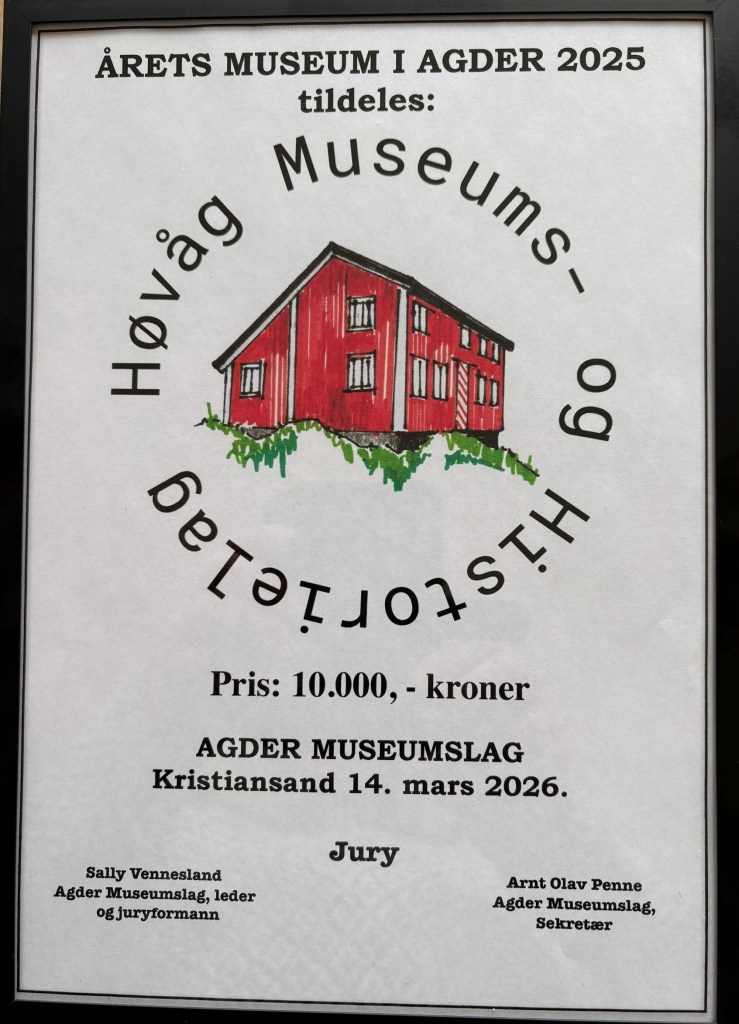 ÅRETS MUSEUM I AGDER 2025
tildeles:
Høvåg Museums- og Historielag
Pris: 10.000, - kroner
AGDER MUSEUMSLAG
Kristiansand 14. mars 2026.
Jury
Sally Vennesland
Agder Museumslag, leder
og juryformann
Arnt Olav Penne
Agder Museumslag,
Sekretær